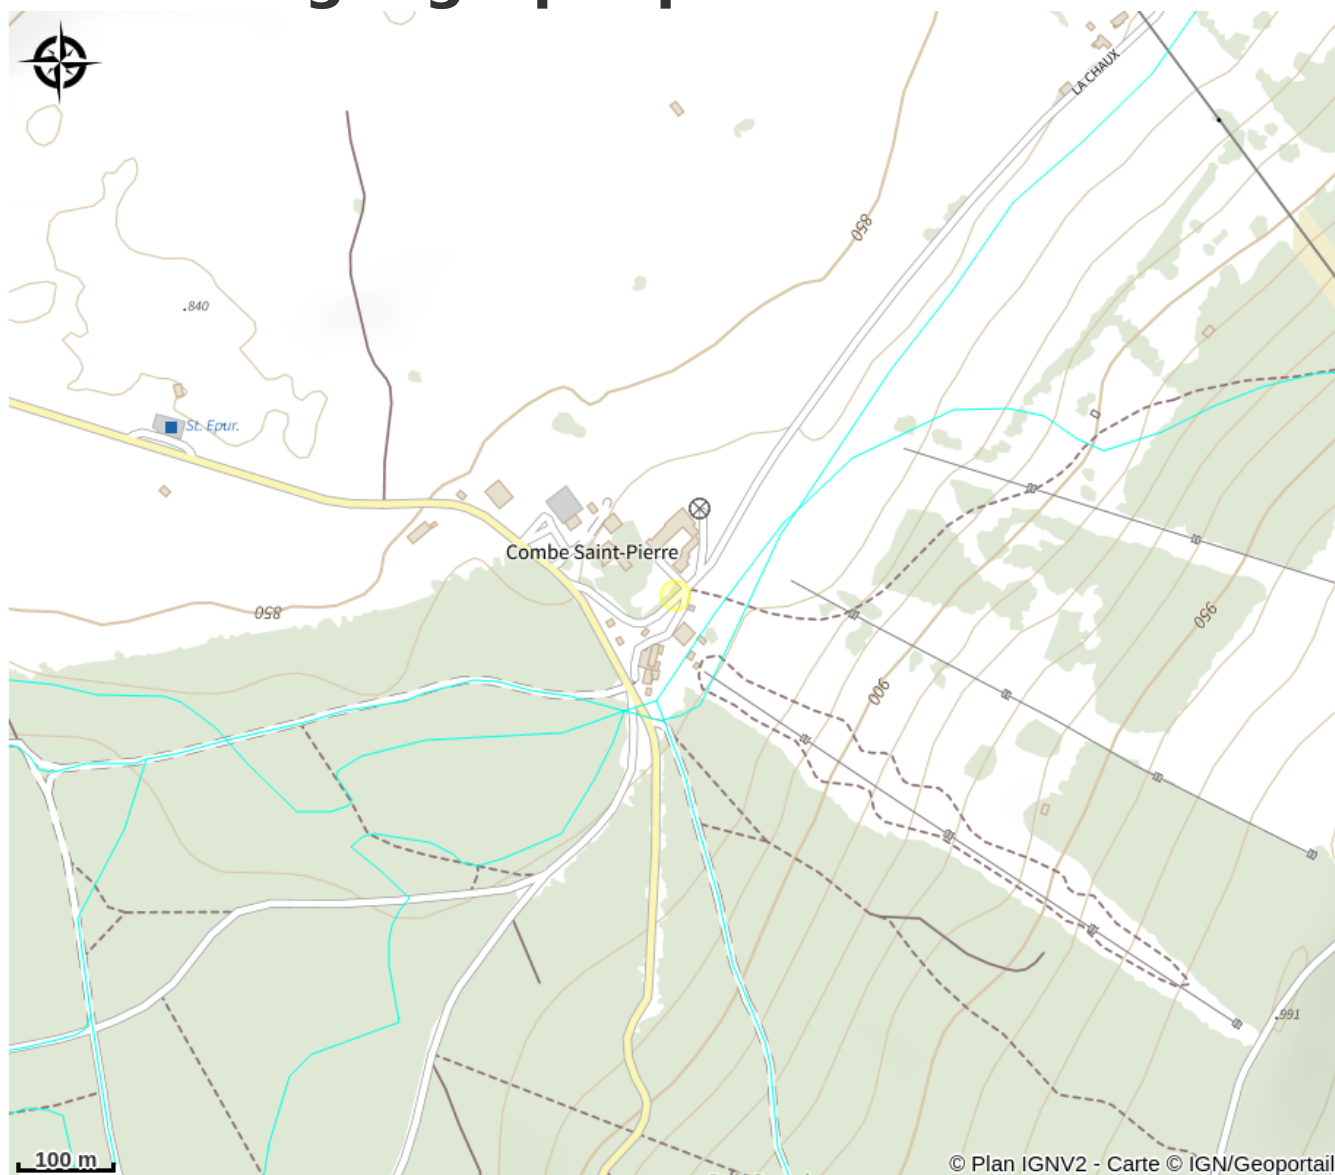 LA CHAUX
850
840
St. Epur.
Combe Saint-Pierre
850
950
900
991
100 m
© Plan IGNV2 - Carte © IGN/Geoportail